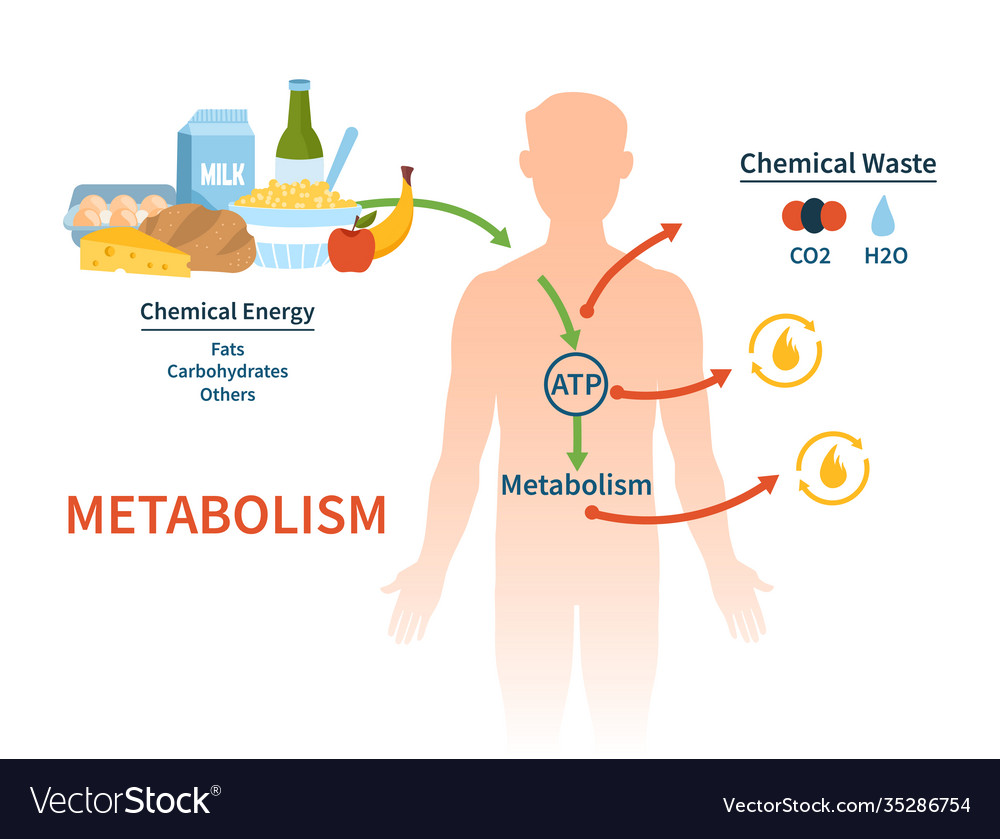 MILK
Chemical Waste
CO2 H2O
Chemical Energy
Fats
Carbohydrates
Others
ATP
Metabolism
METABOLISM
VectorStock®
VectorStock.com/35286754